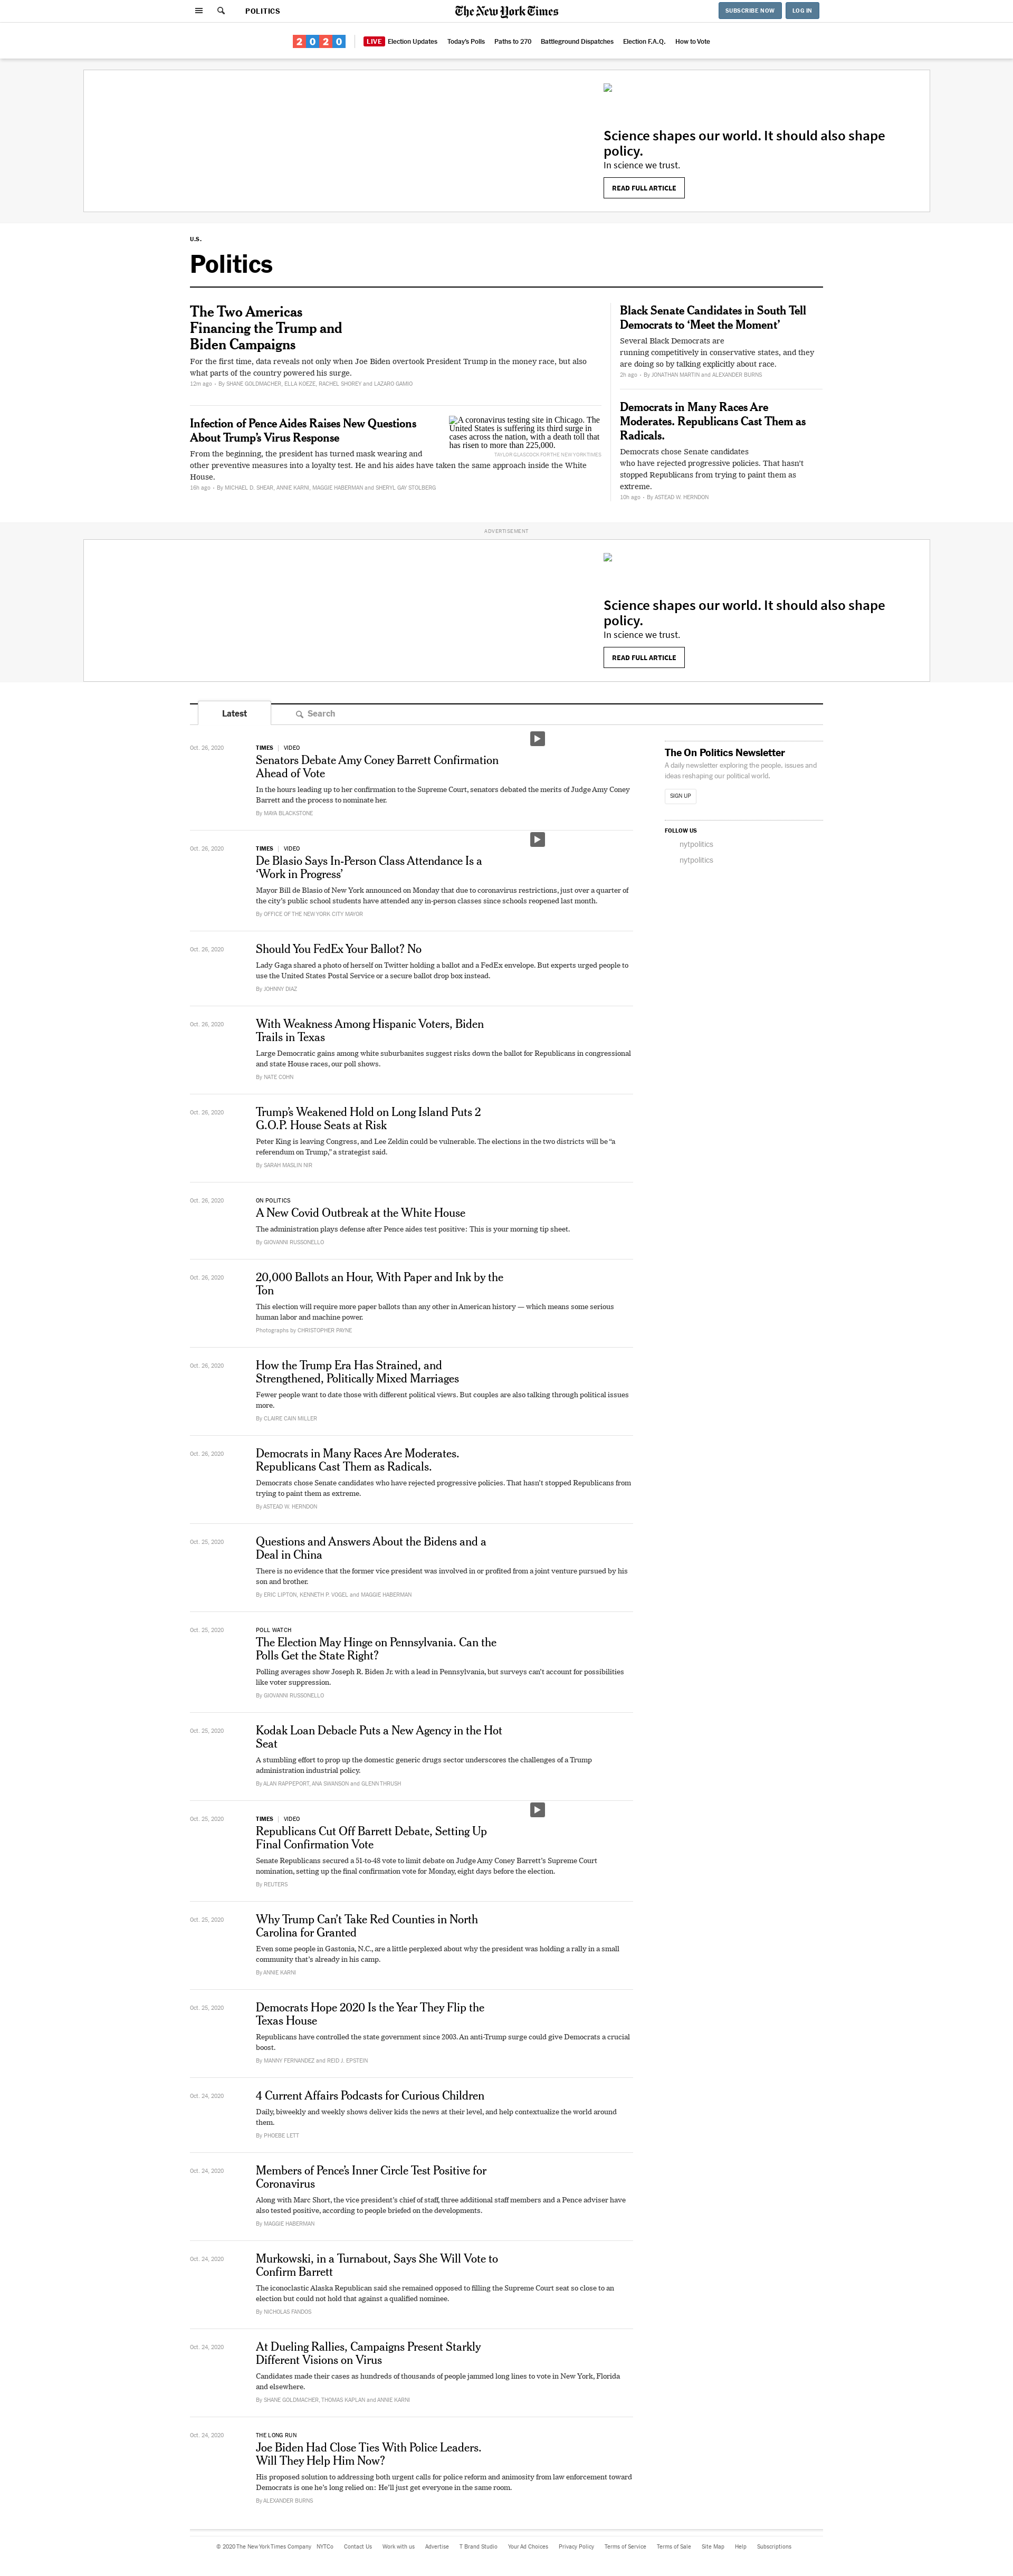 POLITICS
The New York Times
SUBSCRIBE NOW
LOG IN
2020
LIVE Election Updates
Today's Polls
Paths to 270
Battleground Dispatches
Election F.A.Q.
How to Vote
Science shapes our world. It should also shape
policy.
In science we trust.
READ FULL ARTICLE
U.S.
Politics
The Two Americas
Financing the Trump and
Biden Campaigns
For the first time, data reveals not only when Joe Biden overtook President Trump in the money race, but also
what parts of the country powered his surge.
12m ago · By SHANE GOLDMACHER, ELLA KOEZE, RACHEL SHOREY and LAZARO GAMIO
Infection of Pence Aides Raises New Questions
About Trump's Virus Response
From the beginning, the president has turned mask wearing and
other preventive measures into a loyalty test. He and his aides have taken the same approach inside the White
House.
16h ago · By MICHAEL D. SHEAR, ANNIE KARNI, MAGGIE HABERMAN and SHERYL GAY STOLBERG
A coronavirus testing site in Chicago. The
United States is suffering its third surge in
cases across the nation, with a death toll that
has risen to more than 225,000.
TAYLOR GLASCOCK FOR THE NEW YORK TIMES
Black Senate Candidates in South Tell
Democrats to ‘Meet the Moment’
Several Black Democrats are
running competitively in conservative states, and they
are doing so by talking explicitly about race.
2h ago · By JONATHAN MARTIN and ALEXANDER BURNS
Democrats in Many Races Are
Moderates. Republicans Cast Them as
Radicals.
Democrats chose Senate candidates
who have rejected progressive policies. That hasn't
stopped Republicans from trying to paint them as
extreme.
10h ago · By ASTEAD W. HERNDON
ADVERTISEMENT
Science shapes our world. It should also shape
policy.
In science we trust.
READ FULL ARTICLE
Latest
Search
Oct. 26, 2020
TIMES | VIDEO
Senators Debate Amy Coney Barrett Confirmation
Ahead of Vote
In the hours leading up to her confirmation to the Supreme Court, senators debated the merits of Judge Amy Coney
Barrett and the process to nominate her.
By MAYA BLACKSTONE
Oct. 26, 2020
TIMES | VIDEO
De Blasio Says In-Person Class Attendance Is a
‘Work in Progress’
Mayor Bill de Blasio of New York announced on Monday that due to coronavirus restrictions, just over a quarter of
the city's public school students have attended any in-person classes since schools reopened last month.
By OFFICE OF THE NEW YORK CITY MAYOR
Oct. 26, 2020
Should You FedEx Your Ballot? No
Lady Gaga shared a photo of herself on Twitter holding a ballot and a FedEx envelope. But experts urged people to
use the United States Postal Service or a secure ballot drop box instead.
By JOHNNY DIAZ
Oct. 26, 2020
With Weakness Among Hispanic Voters, Biden
Trails in Texas
Large Democratic gains among white suburbanites suggest risks down the ballot for Republicans in congressional
and state House races, our poll shows.
By NATE COHN
Oct. 26, 2020
Trump's Weakened Hold on Long Island Puts 2
G.O.P. House Seats at Risk
Peter King is leaving Congress, and Lee Zeldin could be vulnerable. The elections in the two districts will be “a
referendum on Trump,” a strategist said.
By SARAH MASLIN NIR
Oct. 26, 2020
ON POLITICS
A New Covid Outbreak at the White House
The administration plays defense after Pence aides test positive: This is your morning tip sheet.
By GIOVANNI RUSSONELLO
Oct. 26, 2020
20,000 Ballots an Hour, With Paper and Ink by the
Ton
This election will require more paper ballots than any other in American history — which means some serious
human labor and machine power.
Photographs by CHRISTOPHER PAYNE
Oct. 26, 2020
How the Trump Era Has Strained, and
Strengthened, Politically Mixed Marriages
Fewer people want to date those with different political views. But couples are also talking through political issues
more.
By CLAIRE CAIN MILLER
Oct. 26, 2020
Democrats in Many Races Are Moderates.
Republicans Cast Them as Radicals.
Democrats chose Senate candidates who have rejected progressive policies. That hasn't stopped Republicans from
trying to paint them as extreme.
By ASTEAD W. HERNDON
Oct. 25, 2020
Questions and Answers About the Bidens and a
Deal in China
There is no evidence that the former vice president was involved in or profited from a joint venture pursued by his
son and brother.
By ERIC LIPTON, KENNETH P. VOGEL and MAGGIE HABERMAN
Oct. 25, 2020
POLL WATCH
The Election May Hinge on Pennsylvania. Can the
Polls Get the State Right?
Polling averages show Joseph R. Biden Jr. with a lead in Pennsylvania, but surveys can't account for possibilities
like voter suppression.
By GIOVANNI RUSSONELLO
Oct. 25, 2020
Kodak Loan Debacle Puts a New Agency in the Hot
Seat
A stumbling effort to prop up the domestic generic drugs sector underscores the challenges of a Trump
administration industrial policy.
By ALAN RAPPEPORT, ANA SWANSON and GLENN THRUSH
Oct. 25, 2020
TIMES | VIDEO
Republicans Cut Off Barrett Debate, Setting Up
Final Confirmation Vote
Senate Republicans secured a 51-to-48 vote to limit debate on Judge Amy Coney Barrett's Supreme Court
nomination, setting up the final confirmation vote for Monday, eight days before the election.
By REUTERS
Oct. 25, 2020
Why Trump Can't Take Red Counties in North
Carolina for Granted
Even some people in Gastonia, N.C., are a little perplexed about why the president was holding a rally in a small
community that's already in his camp.
By ANNIE KARNI
Oct. 25, 2020
Democrats Hope 2020 Is the Year They Flip the
Texas House
Republicans have controlled the state government since 2003. An anti-Trump surge could give Democrats a crucial
boost.
By MANNY FERNANDEZ and REID J. EPSTEIN
Oct. 24, 2020
4 Current Affairs Podcasts for Curious Children
Daily, biweekly and weekly shows deliver kids the news at their level, and help contextualize the world around
them.
By PHOEBE LETT
Oct. 24, 2020
Members of Pence's Inner Circle Test Positive for
Coronavirus
Along with Marc Short, the vice president's chief of staff, three additional staff members and a Pence adviser have
also tested positive, according to people briefed on the developments.
By MAGGIE HABERMAN
Oct. 24, 2020
Murkowski, in a Turnabout, Says She Will Vote to
Confirm Barrett
The iconoclastic Alaska Republican said she remained opposed to filling the Supreme Court seat so close to an
election but could not hold that against a qualified nominee.
By NICHOLAS FANDOS
Oct. 24, 2020
At Dueling Rallies, Campaigns Present Starkly
Different Visions on Virus
Candidates made their cases as hundreds of thousands of people jammed long lines to vote in New York, Florida
and elsewhere.
By SHANE GOLDMACHER, THOMAS KAPLAN and ANNIE KARNI
Oct. 24, 2020
THE LONG RUN
Joe Biden Had Close Ties With Police Leaders.
Will They Help Him Now?
His proposed solution to addressing both urgent calls for police reform and animosity from law enforcement toward
Democrats is one he's long relied on: He'll just get everyone in the same room.
By ALEXANDER BURNS
The On Politics Newsletter
A daily newsletter exploring the people, issues and
ideas reshaping our political world.
SIGN UP
FOLLOW US
nytpolitics
nytpolitics
© 2020 The New York Times Company
NYTCo
Contact Us
Work with us
Advertise
T Brand Studio
Your Ad Choices
Privacy Policy
Terms of Service
Terms of Sale
Site Map
Help
Subscriptions